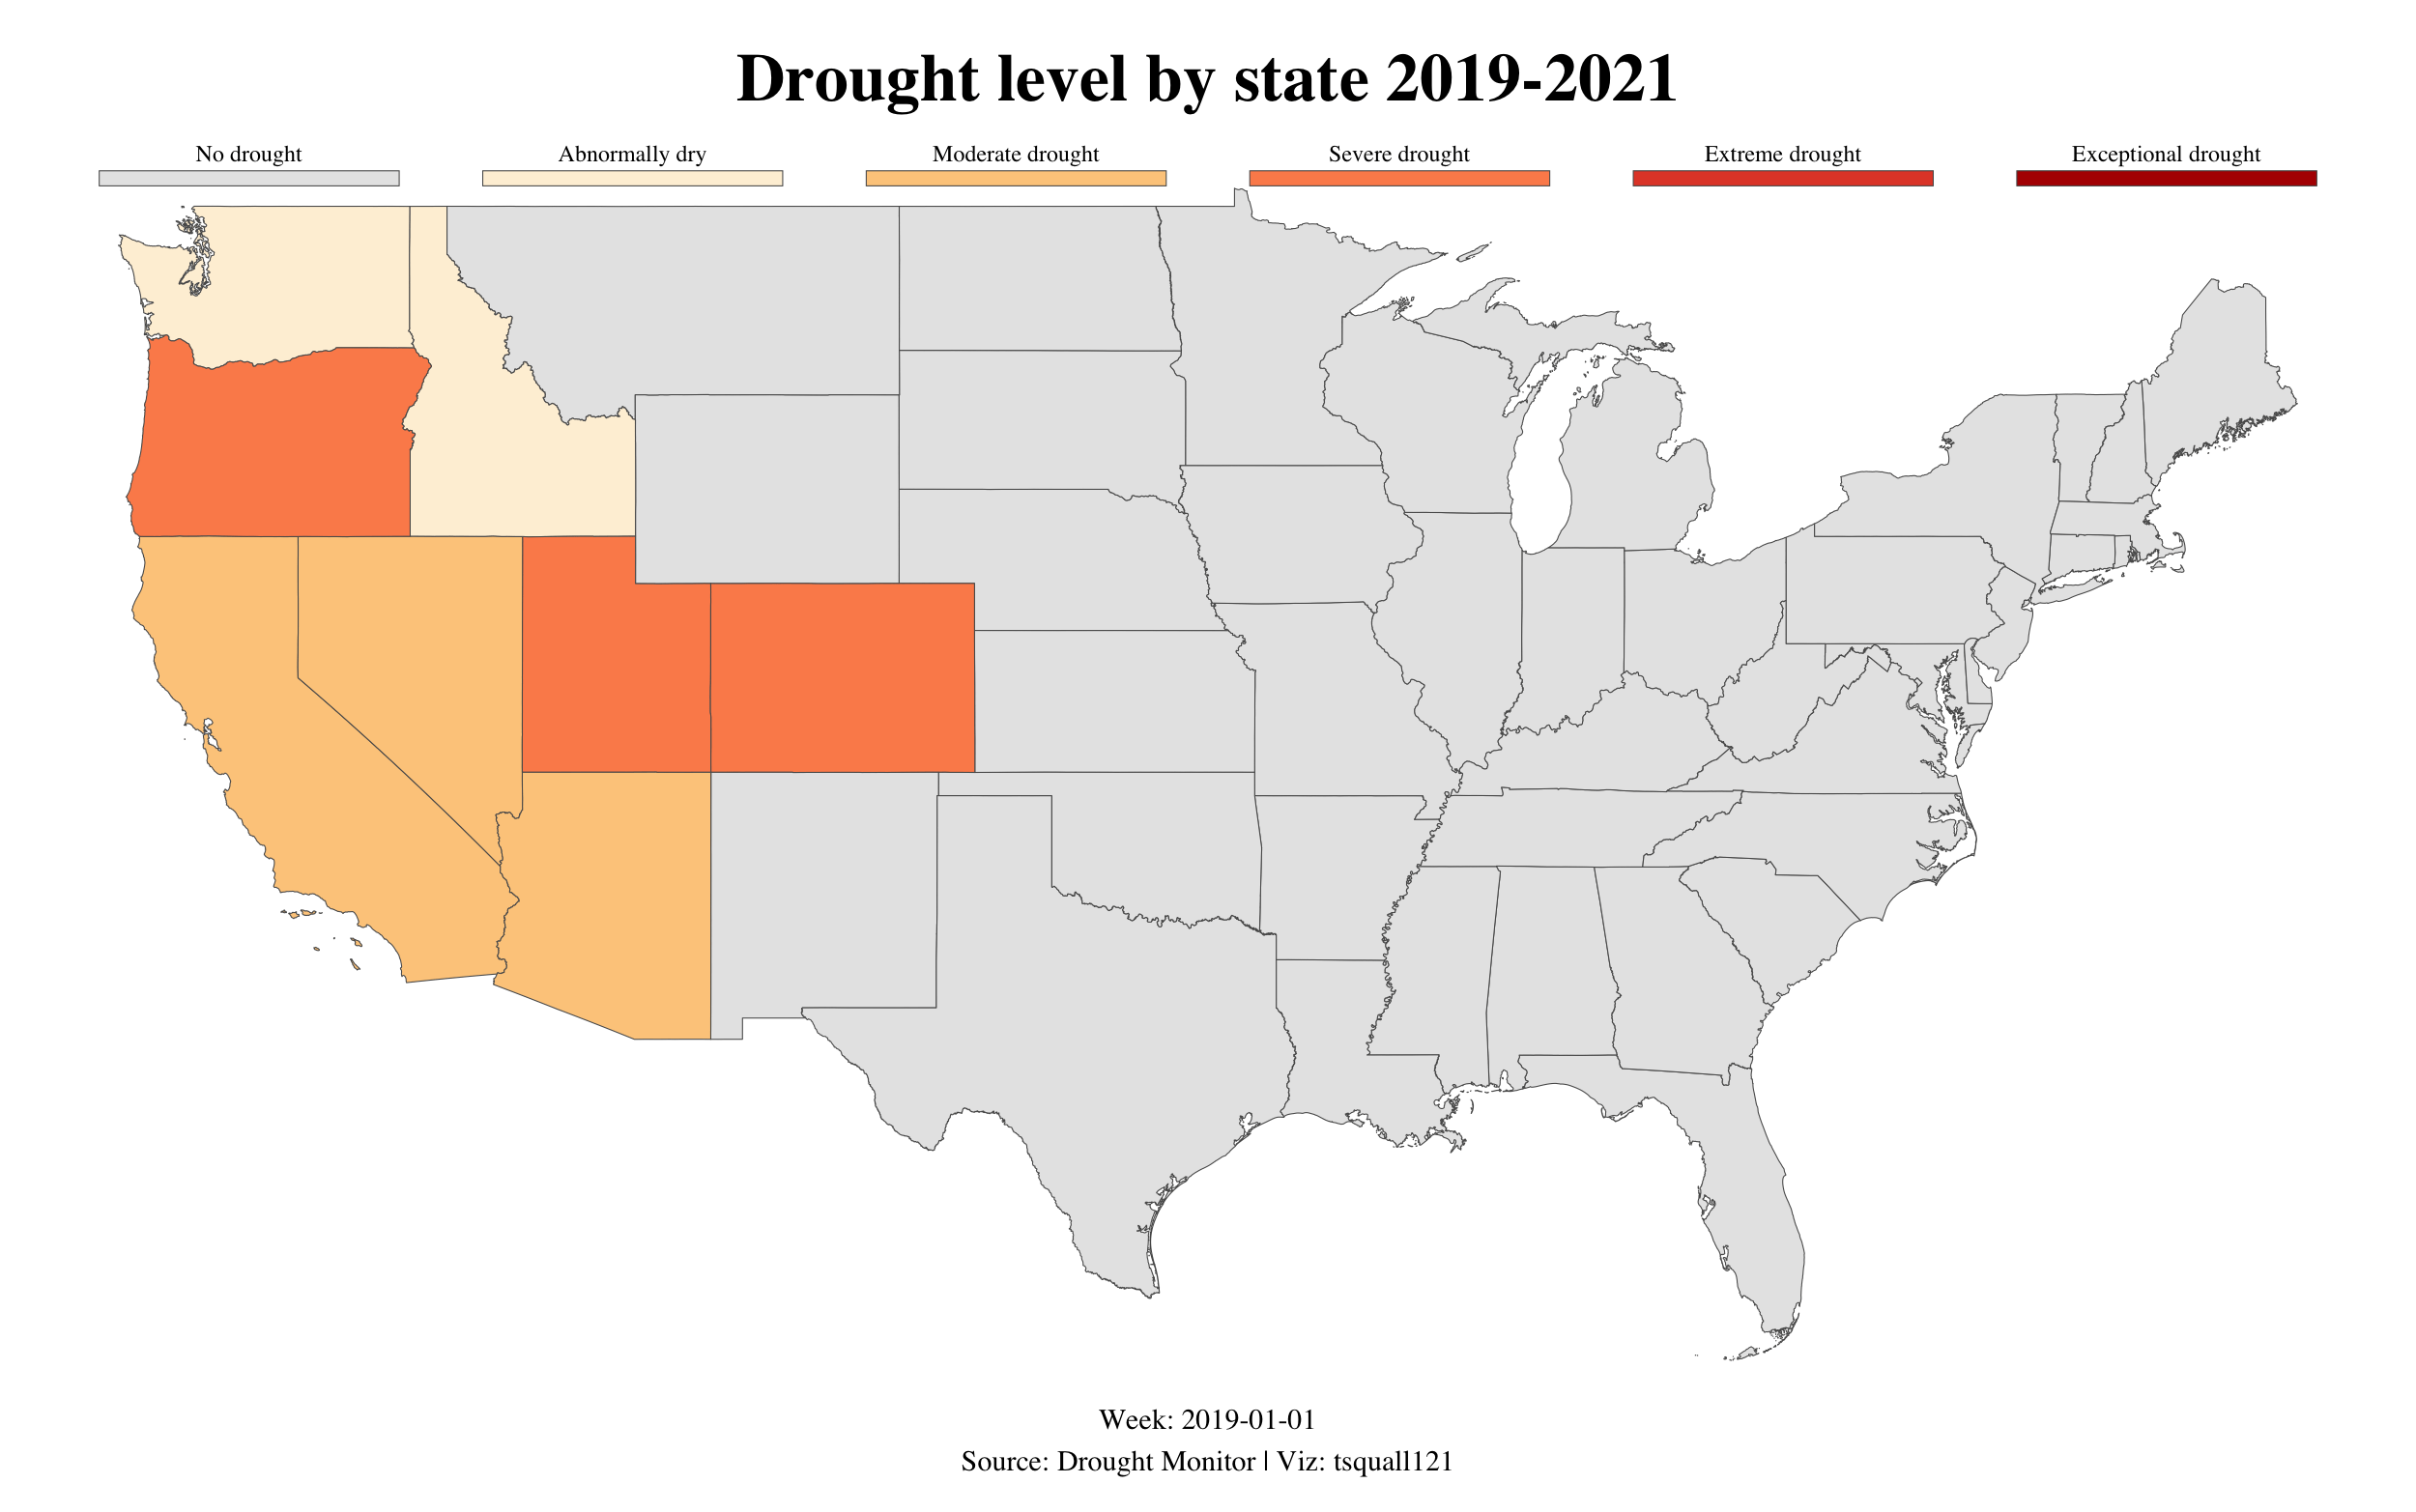 Drought level by state 2019-2021
No drought
Abnormally dry
Moderate drought
Severe drought
Extreme drought
Exceptional drought
Week: 2019-01-01
Source: Drought Monitor | Viz: tsquall121